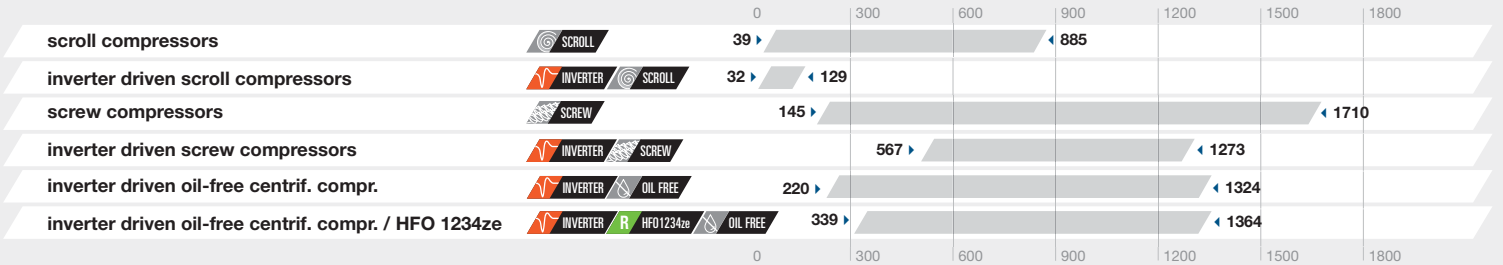 0 300 600 900 1200 1500 1800
scroll compressors SCROLL 39 885
inverter driven scroll compressors INVERTER SCROLL 32 129
screw compressors SCREW 145 1710
inverter driven screw compressors INVERTER SCREW 567 1273
inverter driven oil-free centrif. compr. INVERTER OIL FREE 220 1324
inverter driven oil-free centrif. compr. / HFO 1234ze INVERTER R HFO1234ze OIL FREE 339 1364
0 300 600 900 1200 1500 1800